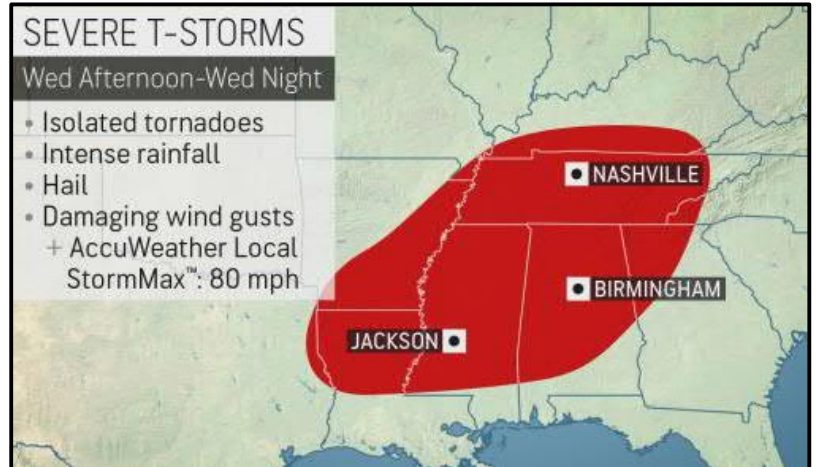 SEVERE T-STORMS
Wed Afternoon-Wed Night
• Isolated tornadoes
• Intense rainfall
• Hail
• Damaging wind gusts
+ AccuWeather Local
StormMax™: 80 mph
NASHVILLE
BIRMINGHAM
JACKSON